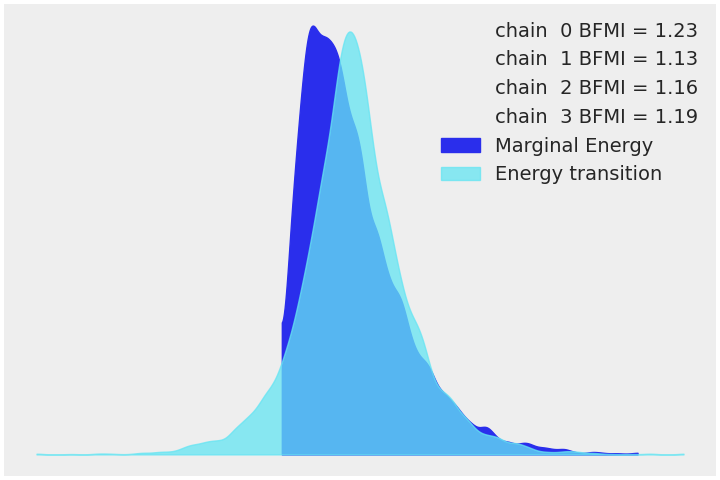 chain  0 BFMI = 1.23
chain  1 BFMI = 1.13
chain  2 BFMI = 1.16
chain  3 BFMI = 1.19
Marginal Energy
Energy transition